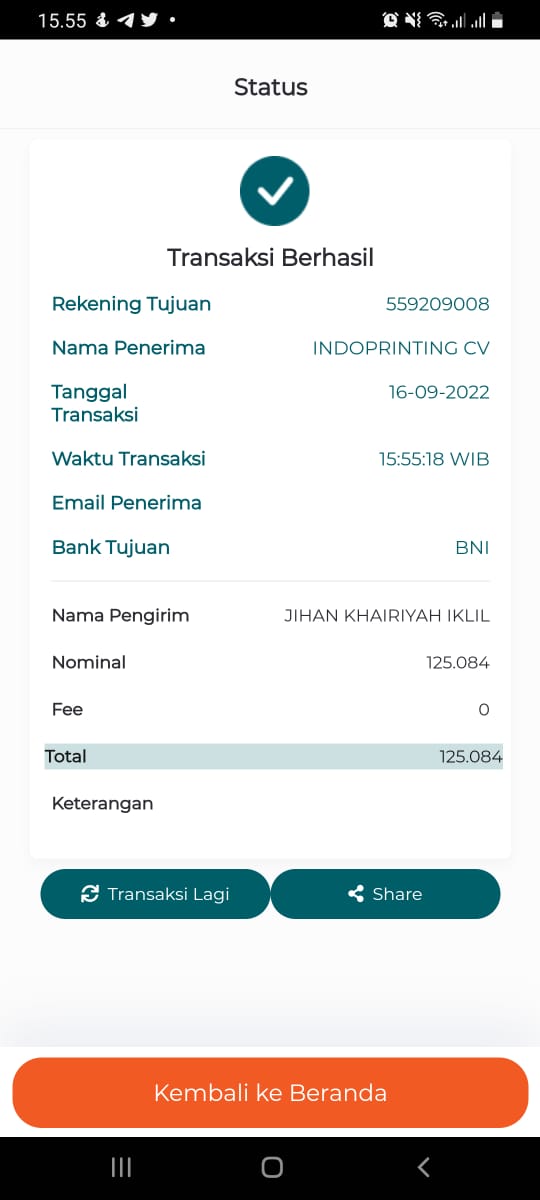 15.55
Status
Transaksi Berhasil
Rekening Tujuan 559209008
Nama Penerima INDOPRINTING CV
Tanggal 16-09-2022
Transaksi
Waktu Transaksi 15:55:18 WIB
Email Penerima
Bank Tujuan BNI
Nama Pengirim JIHAN KHAIRIYAH IKLIL
Nominal 125.084
Fee 0
Total 125.084
Keterangan
Transaksi Lagi Share
Kembali ke Beranda